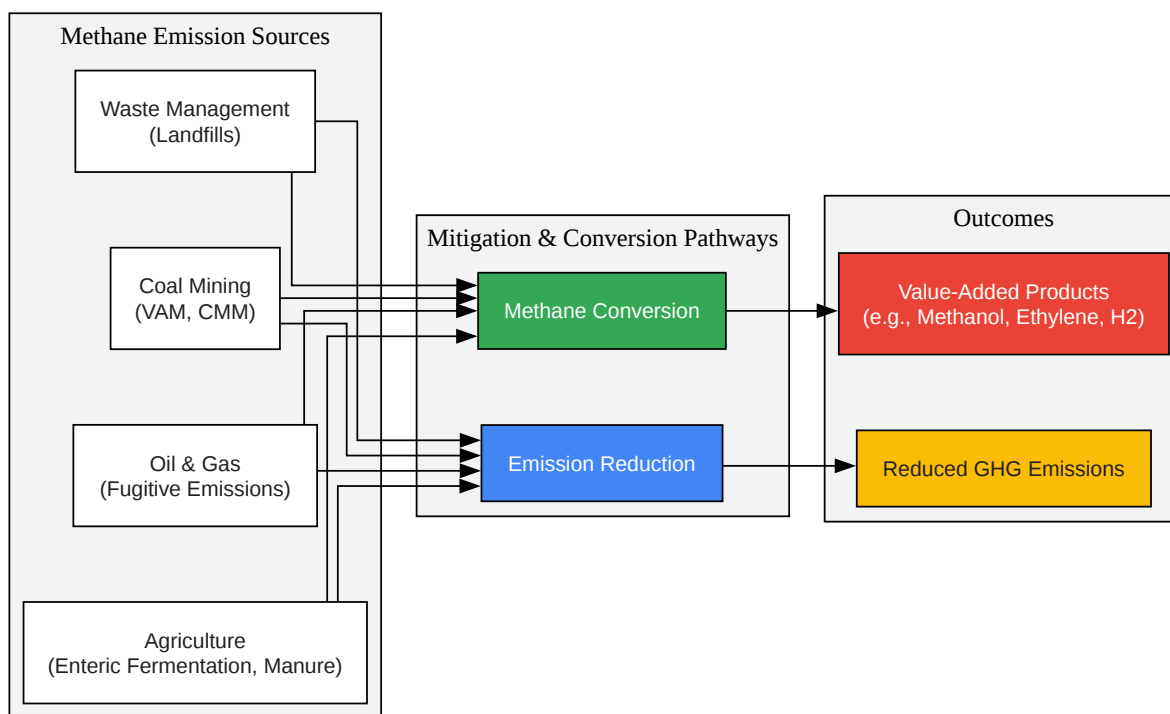 Methane Emission Sources
Waste Management
(Landfills)
Coal Mining
(VAM, CMM)
Oil & Gas
(Fugitive Emissions)
Agriculture
(Enteric Fermentation, Manure)
Mitigation & Conversion Pathways
Methane Conversion
Emission Reduction
Outcomes
Value-Added Products
(e.g., Methanol, Ethylene, H2)
Reduced GHG Emissions